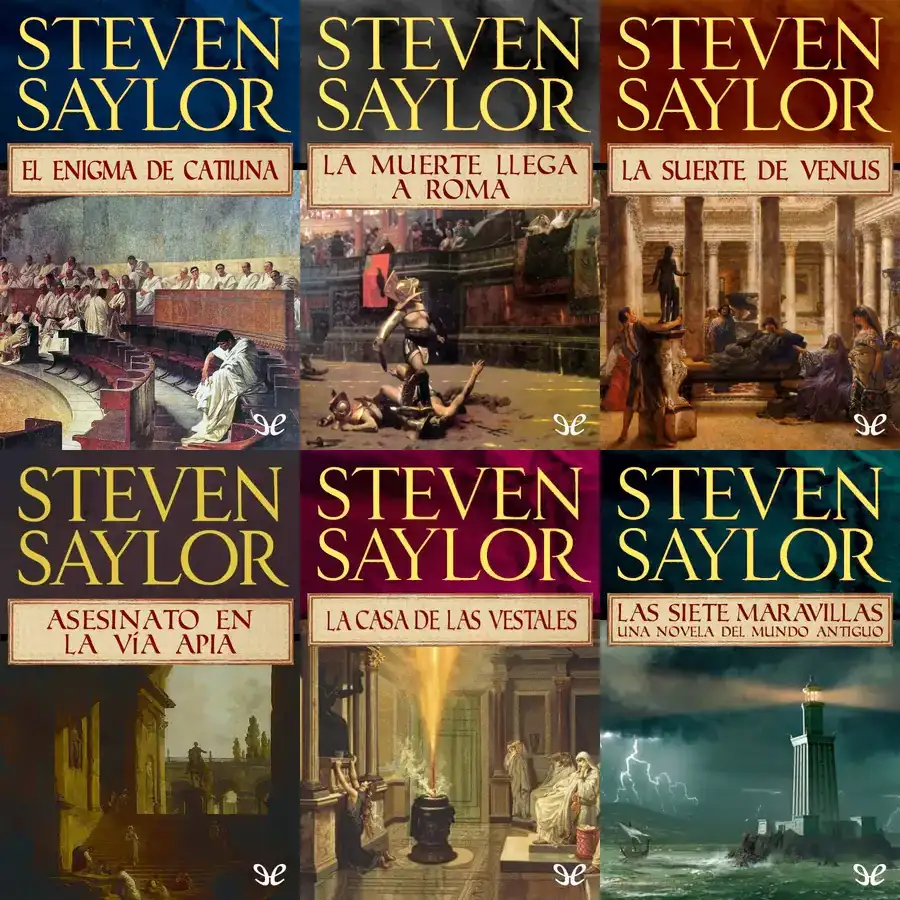 STEVEN
SAYLOR
EL ENIGMA DE CATILINA
STEVEN
SAYLOR
LA MUERTE LLEGA
A ROMA
STEVEN
SAYLOR
LA SUERTE DE VENUS
STEVEN
SAYLOR
ASESINATO EN
LA VÍA APIA
STEVEN
SAYLOR
LA CASA DE LAS VESTALES
STEVEN
SAYLOR
LAS SIETE MARAVILLAS
UNA NOVELA DEL MUNDO ANTIGUO